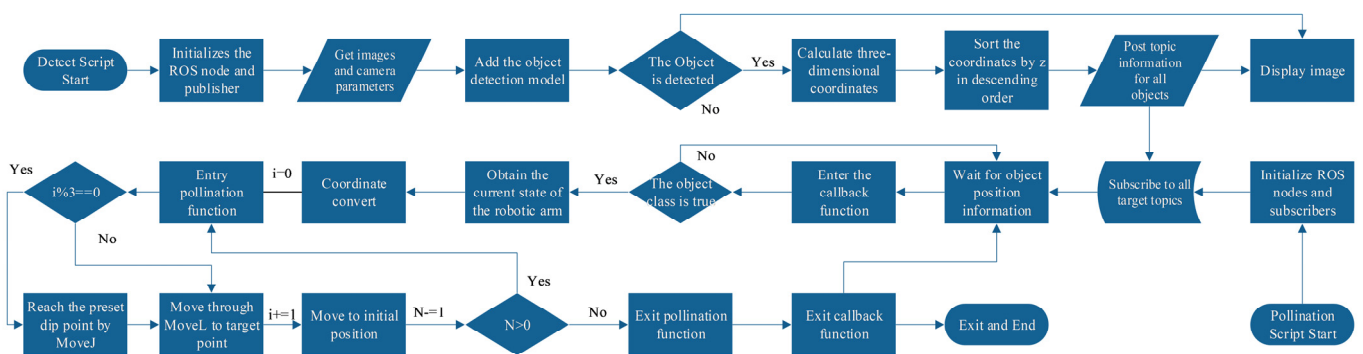 Detect Script
Start
Initializes the
ROS node and
publisher
Get images
and camera
parameters
Add the object
detection model
The Object
is detected
Yes
No
Calculate three-
dimensional
coordinates
Sort the
coordinates by z
in descending
order
Post topic
information
for all
objects
Display image
Yes
i%3==0
No
Entry
pollination
function
i=0
Coordinate
convert
Obtain the
current state of
the robotic arm
Yes
The object
class is true
No
Enter the
callback
function
Wait for object
position
information
Subscribe to all
target topics
Initialize ROS
nodes and
subscribers
Reach the preset
dip point by
MoveJ
Move through
MoveL to target
point
i+=1
Move to initial
position
N-=1
N>0
Yes
No
Exit pollination
function
Exit callback
function
Exit and End
Pollination
Script Start